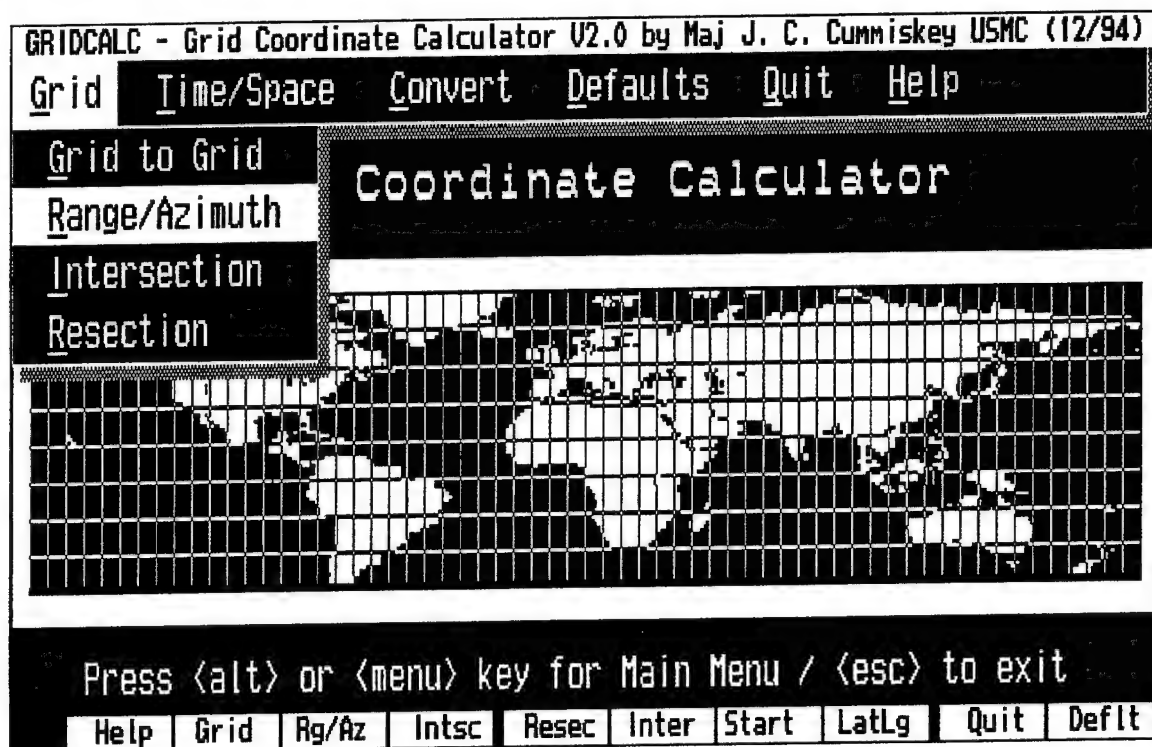 GRIDCALC - Grid Coordinate Calculator V2.0 by Maj J. C. Cummiskey USMC (12/94)
Grid Time/Space Convert Defaults Quit Help
Grid to Grid
Coordinate Calculator
Range/Azimuth
Intersection
Resection
Press <alt> or <menu> key for Main Menu / <esc> to exit
Help Grid Rg/Az Intsc Resec Inter Start LatLg Quit Deflt